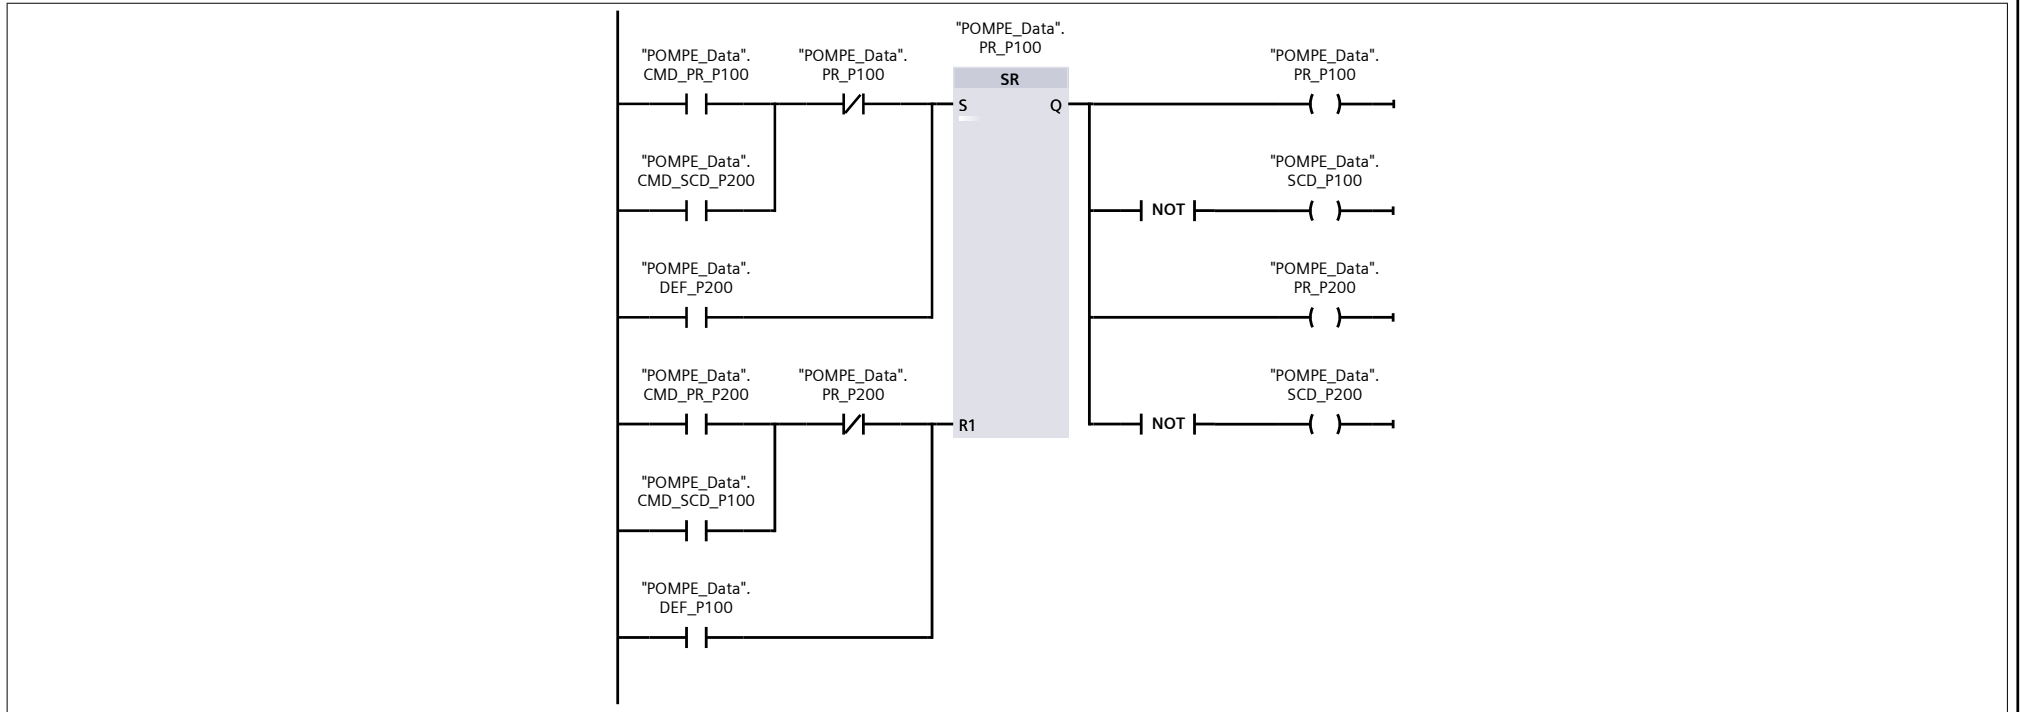 "POMPE_Data".
PR_P100
"POMPE_Data".
CMD_PR_P100
"POMPE_Data".
PR_P100
SR
S
Q
"POMPE_Data".
PR_P100
"POMPE_Data".
CMD_SCD_P200
"POMPE_Data".
SCD_P100
NOT
"POMPE_Data".
DEF_P200
"POMPE_Data".
PR_P200
"POMPE_Data".
CMD_PR_P200
"POMPE_Data".
PR_P200
R1
"POMPE_Data".
SCD_P200
NOT
"POMPE_Data".
CMD_SCD_P100
"POMPE_Data".
DEF_P100